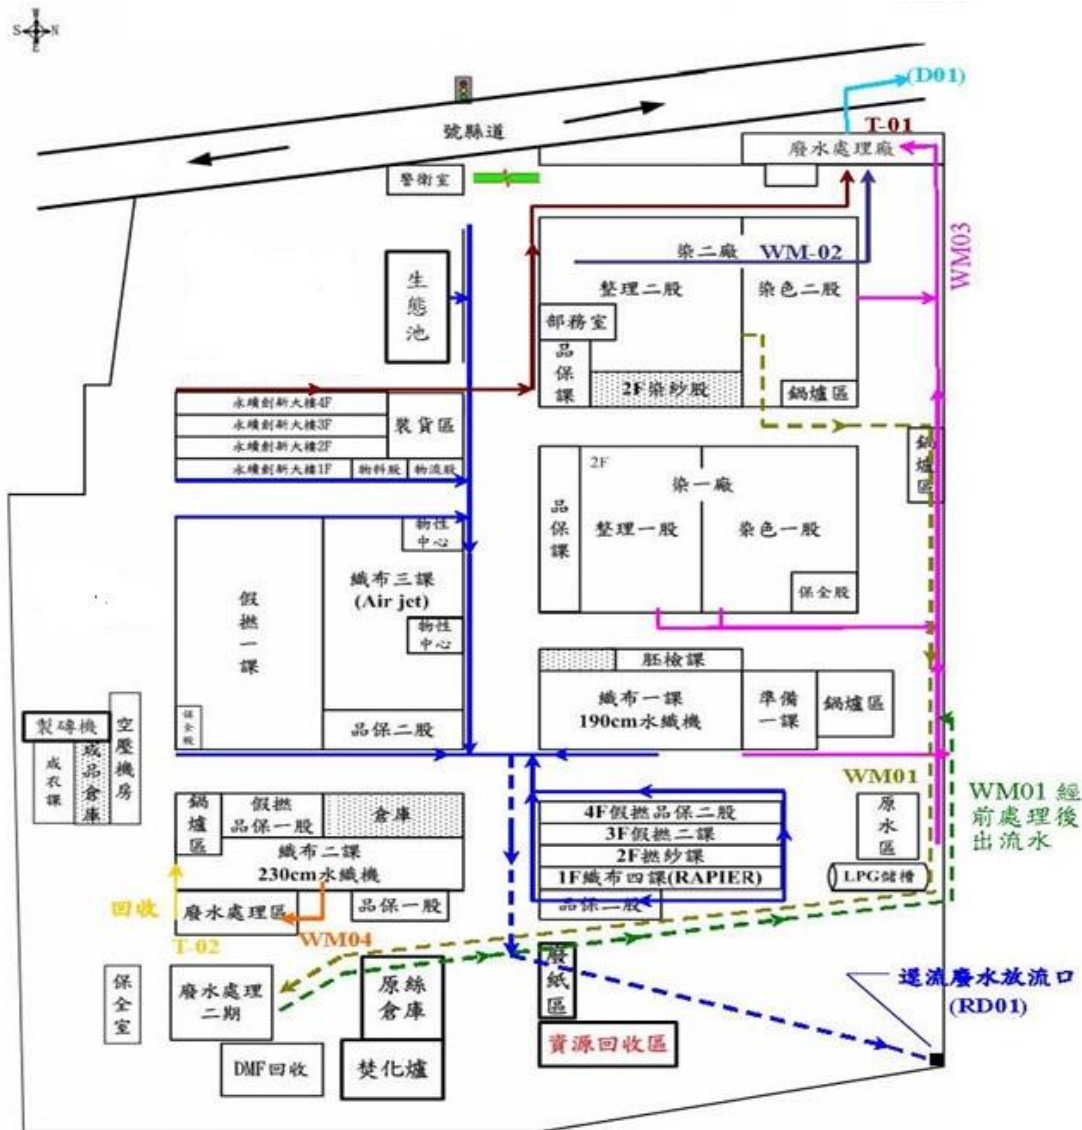 W
S N
E
(D01)
號縣道
T-01
廢水處理廠
警衛室
WM03
染二廠
WM-02
生態池
整理二股
染色二股
部務室
品保課
2F染紗股
鍋爐區
永續創新大樓4F
永續創新大樓3F
永續創新大樓2F
永續創新大樓1F
裝貨區
物料股
物流股
鍋爐區
2F
染一廠
品保課
整理一股
染色一股
保全股
物性中心
織布三課
(Air jet)
假撚一課
物性中心
保全股
品保二股
胚檢課
織布一課
190cm水織機
準備一課
鍋爐區
製磚機
空壓機房
成衣課
成品倉庫
WM01
WM01 經
前處理後
出流水
鍋爐區
假撚
品保一股
倉庫
織布二課
230cm水織機
4F假撚品保二股
3F假撚二課
2F撚紗課
1F織布四課(RAPIER)
品保二股
原水區
LPG儲槽
回收
廢水處理區
品保一股
T-02
WM04
保全室
廢水處理
二期
原絲倉庫
廢紙區
逕流廢水放流口
(RD01)
DMF回收
焚化爐
資源回收區